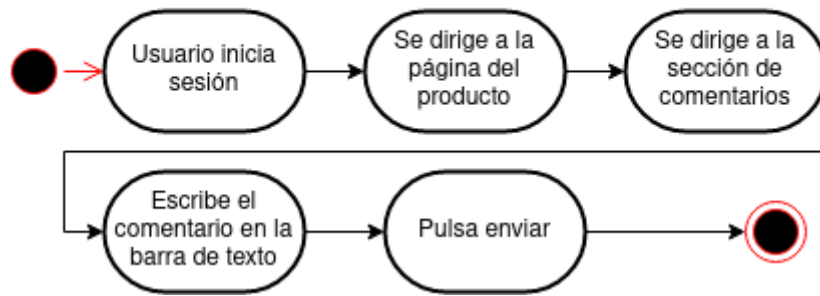 Usuario inicia
sesión
Se dirige a la
página del
producto
Se dirige a la
sección de
comentarios
Escribe el
comentario en la
barra de texto
Pulsa enviar